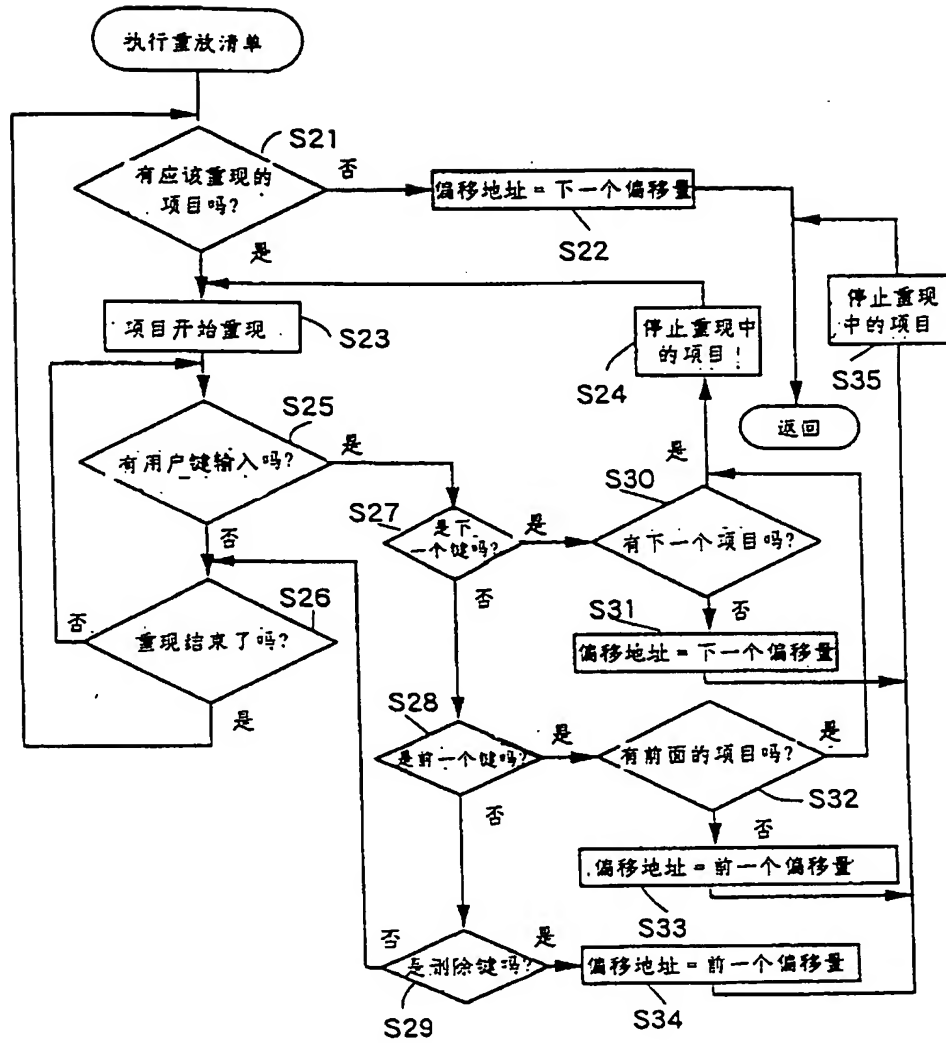 执行重放清单
S21
有应该重现的
项目吗?
否
偏移地址=下一个偏移量
S22
是
项目开始重现
S23
停止重现中
的项目!
S24
停止重现
中的项目
S35
返回
S25
有用户键输入吗?
是
否
S27
是下
一个键吗?
是
否
S30
有下一个项目吗?
是
否
S26
重现结束了吗?
否
是
S31
偏移地址=下一个偏移量
S28
是前一个键吗?
是
否
有前面的项目吗?
是
S32
否
偏移地址=前一个偏移量
S33
否
是删除键吗?
是
S29
偏移地址=前一个偏移量
S34